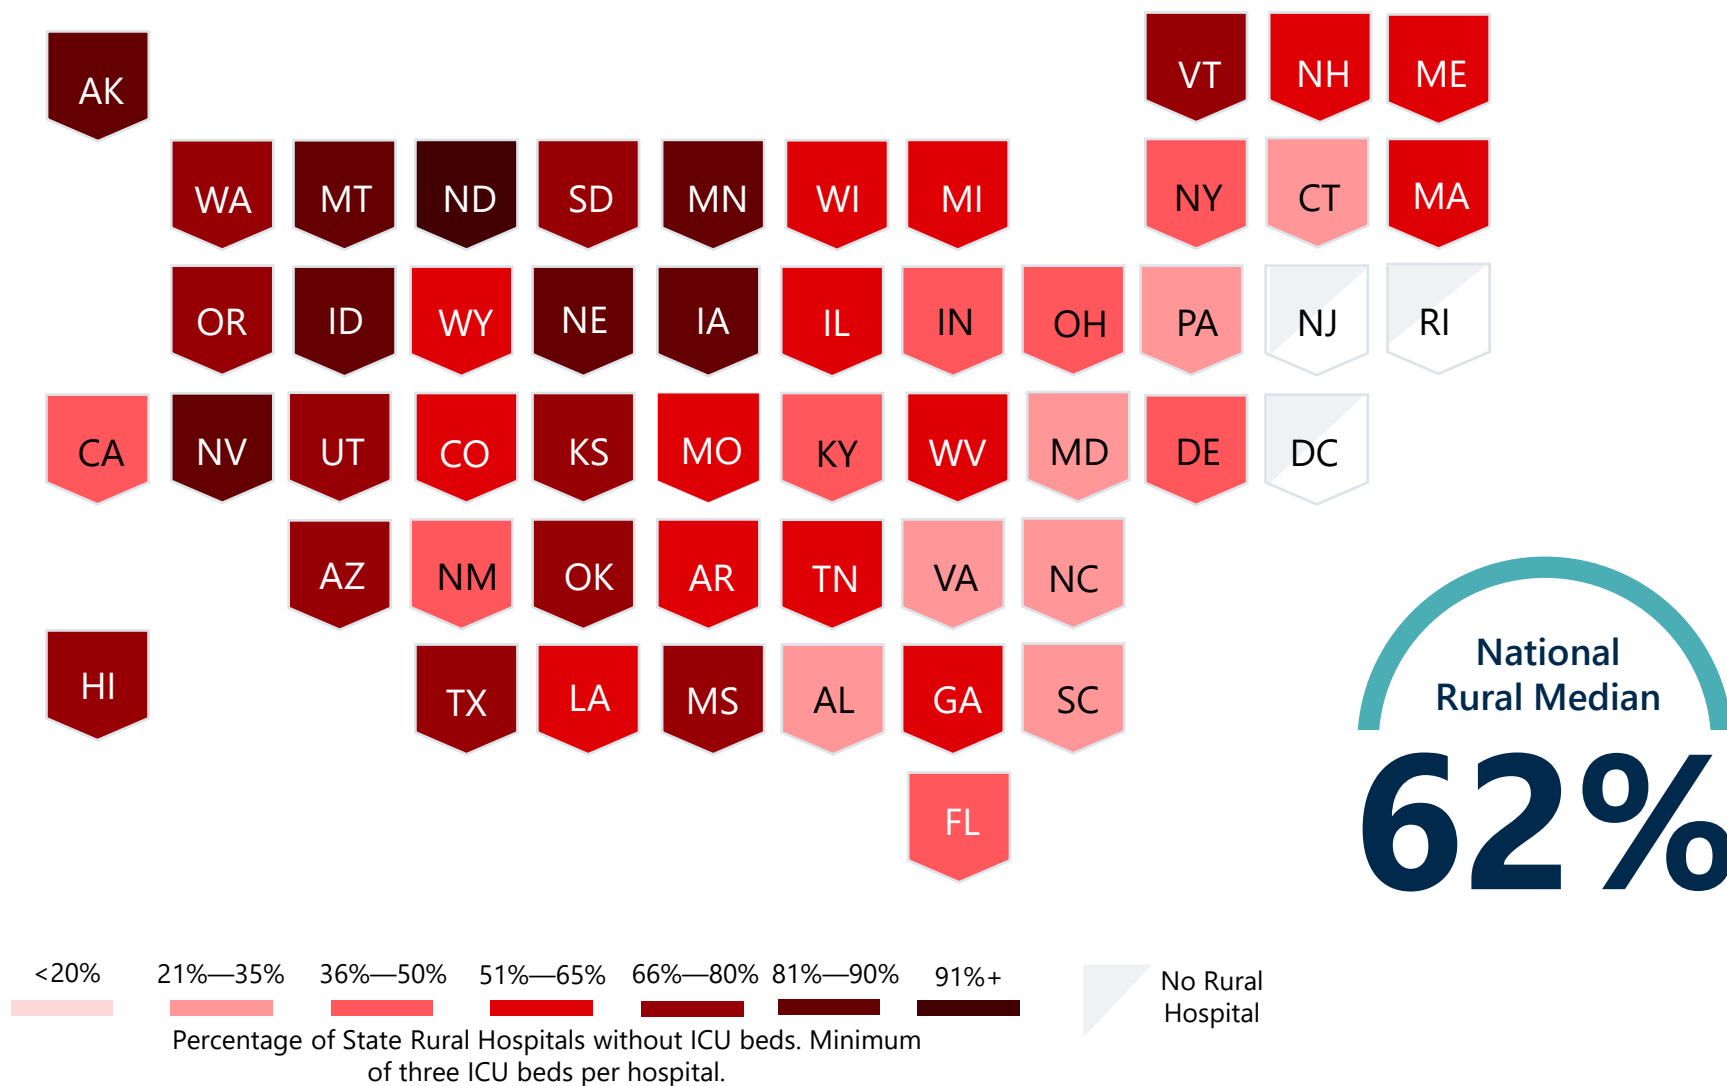 AK
VT
NH
ME
WA
MT
ND
SD
MN
WI
MI
NY
CT
MA
OR
ID
WY
NE
IA
IL
IN
OH
PA
NJ
RI
CA
NV
UT
CO
KS
MO
KY
WV
MD
DE
DC
AZ
NM
OK
AR
TN
VA
NC
HI
TX
LA
MS
AL
GA
SC
FL
National
Rural Median
62%
<20%
21%—35%
36%—50%
51%—65%
66%—80%
81%—90%
91%+
No Rural
Hospital
Percentage of State Rural Hospitals without ICU beds. Minimum
of three ICU beds per hospital.